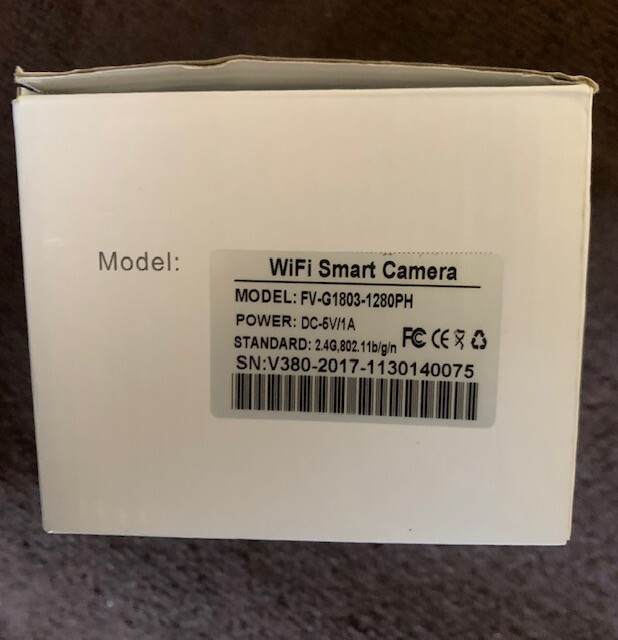 Model:
WiFi Smart Camera
MODEL: FV-G1803-1280PH
POWER: DC-5V/1A
STANDARD: 2.4G,802.11b/g/n FC CE
SN:V380-2017-1130140075